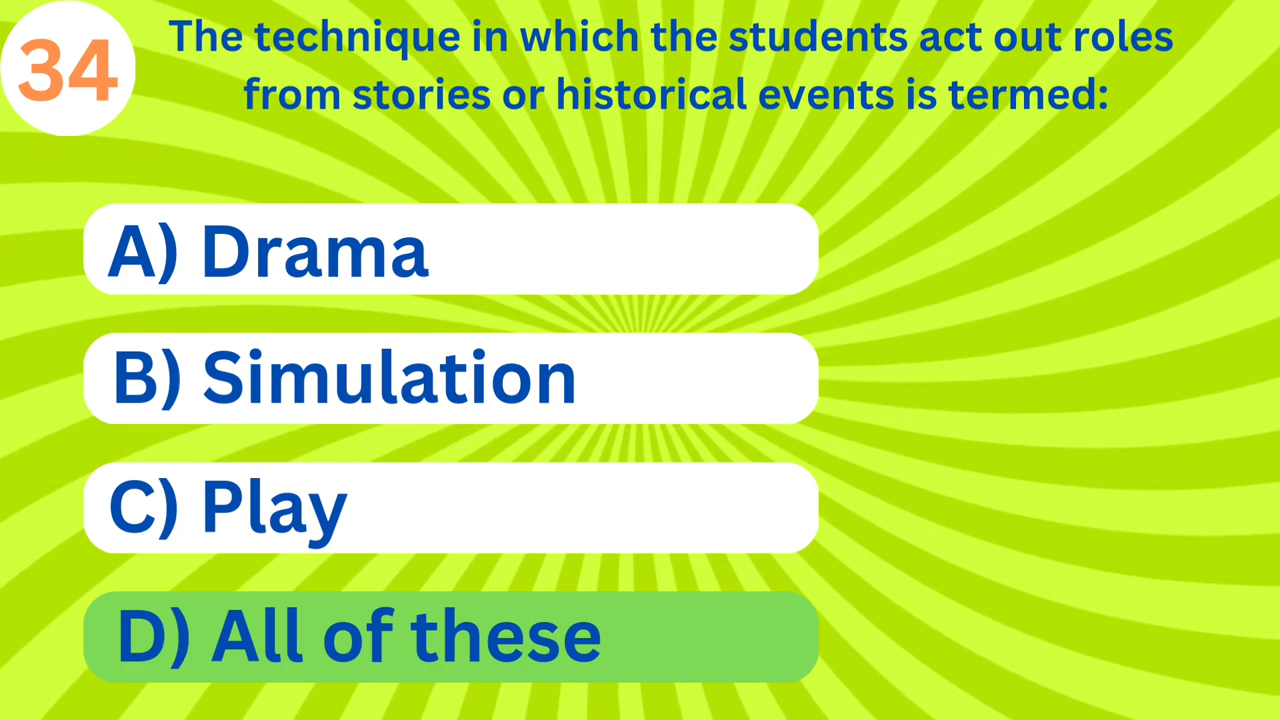 34
The technique in which the students act out roles
from stories or historical events is termed:
A) Drama
B) Simulation
C) Play
D) All of these